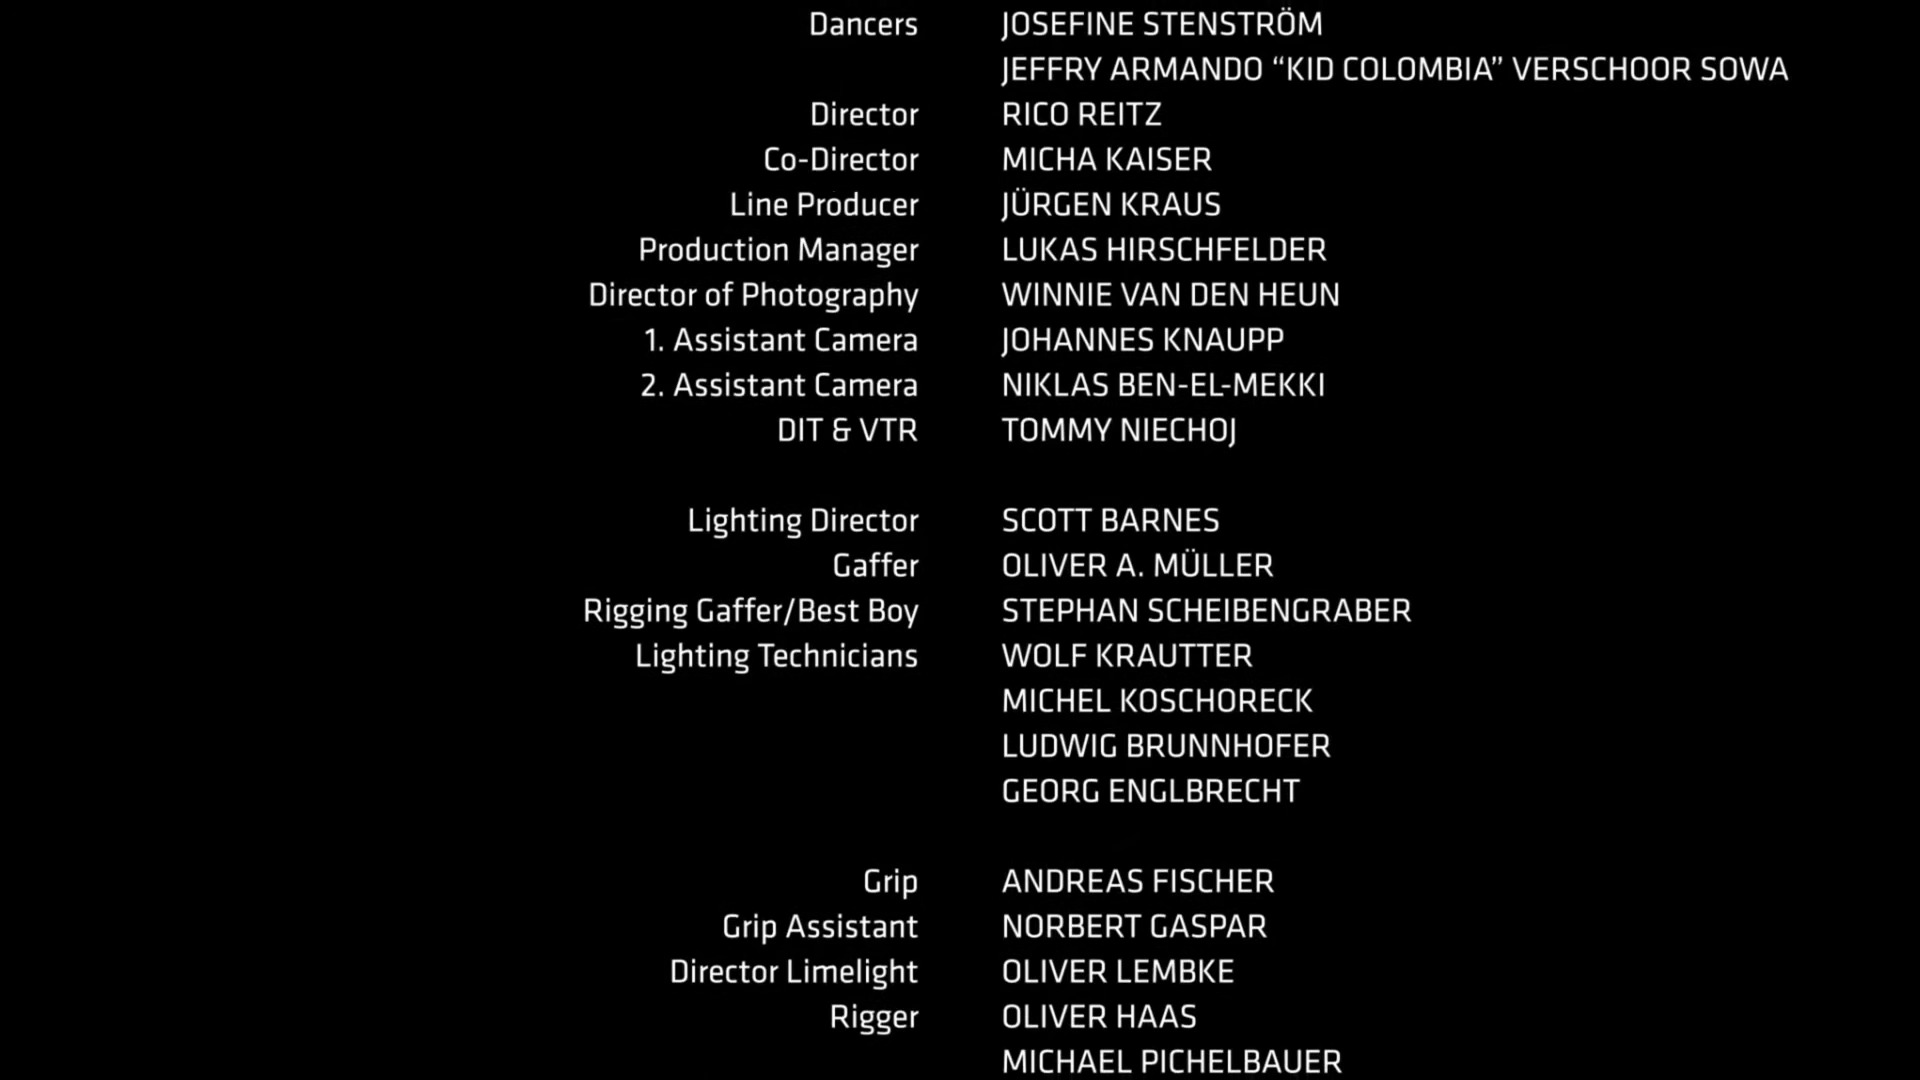 Dancers JOSEFINE STENSTRÖM
JEFFRY ARMANDO “KID COLOMBIA” VERSCHOOR SOWA
Director RICO REITZ
Co-Director MICHA KAISER
Line Producer JÜRGEN KRAUS
Production Manager LUKAS HIRSCHFELDER
Director of Photography WINNIE VAN DEN HEUN
1. Assistant Camera JOHANNES KNAUPP
2. Assistant Camera NIKLAS BEN-EL-MEKKI
DIT & VTR TOMMY NIECHOJ
Lighting Director SCOTT BARNES
Gaffer OLIVER A. MÜLLER
Rigging Gaffer/Best Boy STEPHAN SCHEIBENGRABER
Lighting Technicians WOLF KRAUTTER
MICHEL KOSCHORECK
LUDWIG BRUNNHOFER
GEORG ENGLBRECHT
Grip ANDREAS FISCHER
Grip Assistant NORBERT GASPAR
Director Limelight OLIVER LEMBKE
Rigger OLIVER HAAS
MICHAEL PICHELBAUER